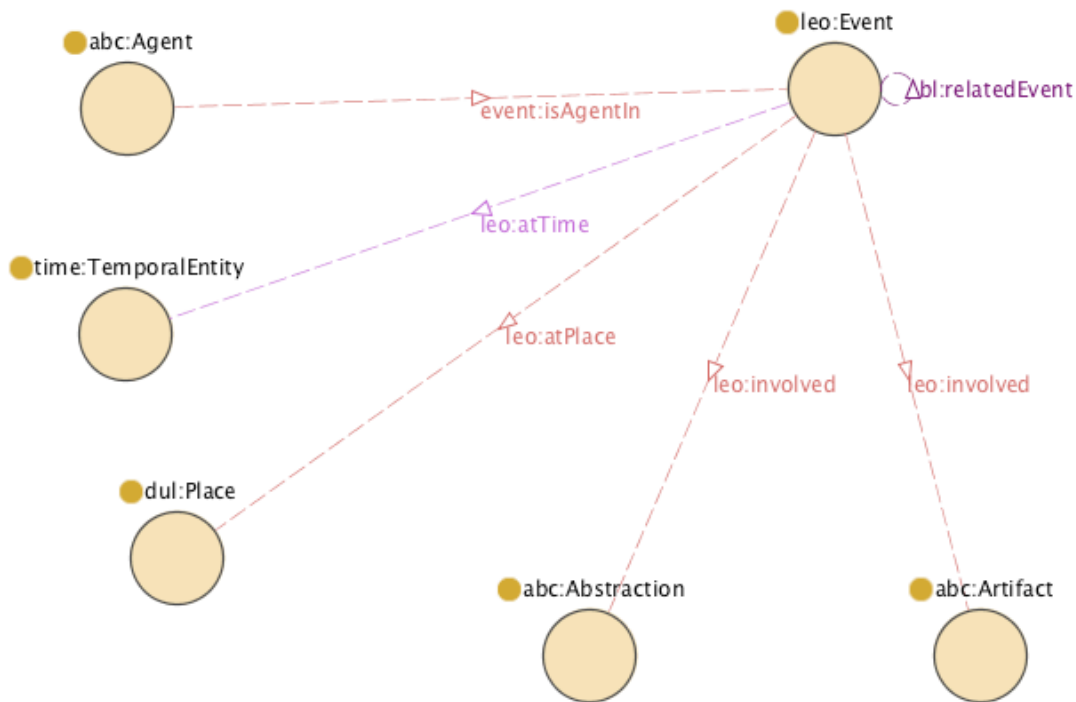 leo:Event
abc:Agent
bl:relatedEvent
event:isAgentIn
leo:atTime
time:TemporalEntity
leo:atPlace
leo:involved
leo:involved
dul:Place
abc:Abstraction
abc:Artifact